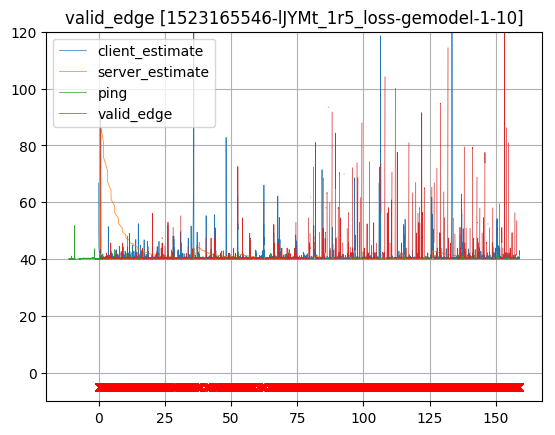 valid_edge [1523165546-lJYMt_1r5_loss-gemodel-1-10]
120
100
80
60
40
20
0
client_estimate
server_estimate
ping
valid_edge
0
25
50
75
100
125
150